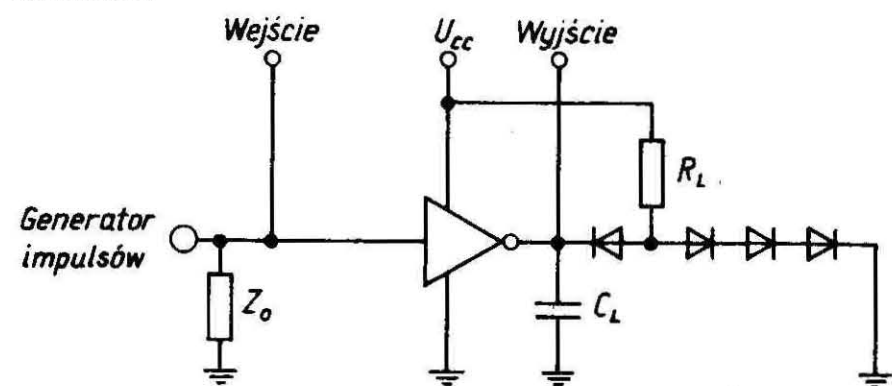 Wejście
Ucc
Wyjście
Generator
impulsów
Zo
RL
CL